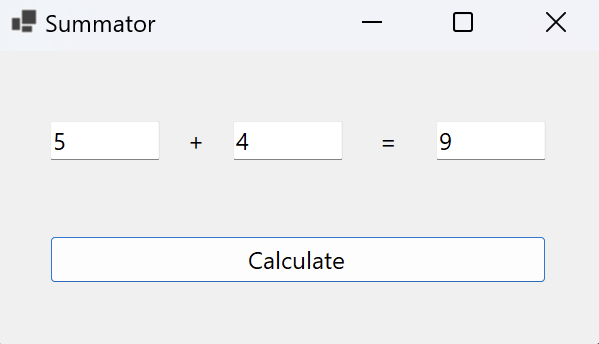 Summator
5 + 4 = 9
Calculate